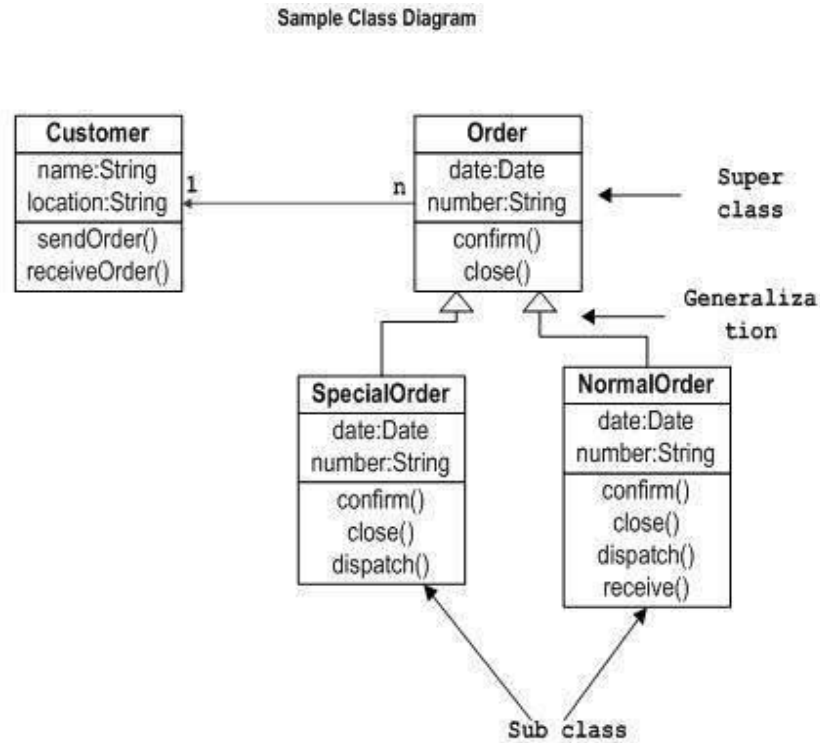 Sample Class Diagram
Customer
name:String
location:String
sendOrder()
receiveOrder()
1
n
Order
date:Date
number:String
confirm()
close()
Super
class
Generaliza
tion
SpecialOrder
date:Date
number:String
confirm()
close()
dispatch()
NormalOrder
date:Date
number:String
confirm()
close()
dispatch()
receive()
Sub class